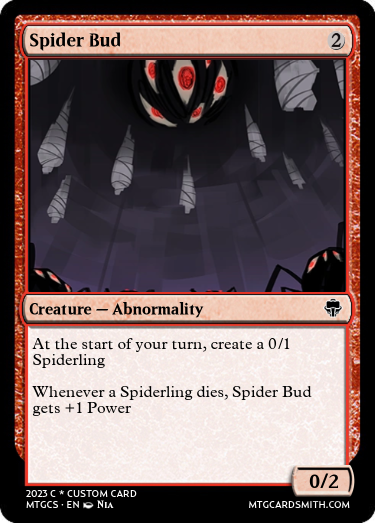 Spider Bud 2
Creature — Abnormality
At the start of your turn, create a 0/1
Spiderling
Whenever a Spiderling dies, Spider Bud
gets +1 Power
0/2
2023 C * CUSTOM CARD
MTGCS • EN NIA
MTGCARDSMITH.COM